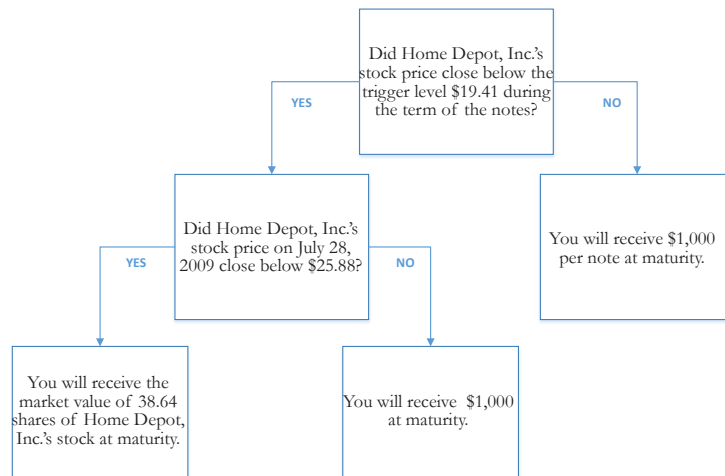 Did Home Depot, Inc.'s
stock price close below the
trigger level $19.41 during
the term of the notes?
YES
NO
Did Home Depot, Inc.'s
stock price on July 28,
2009 close below $25.88?
You will receive $1,000
per note at maturity.
YES
NO
You will receive the
market value of 38.64
shares of Home Depot,
Inc.'s stock at maturity.
You will receive $1,000
at maturity.